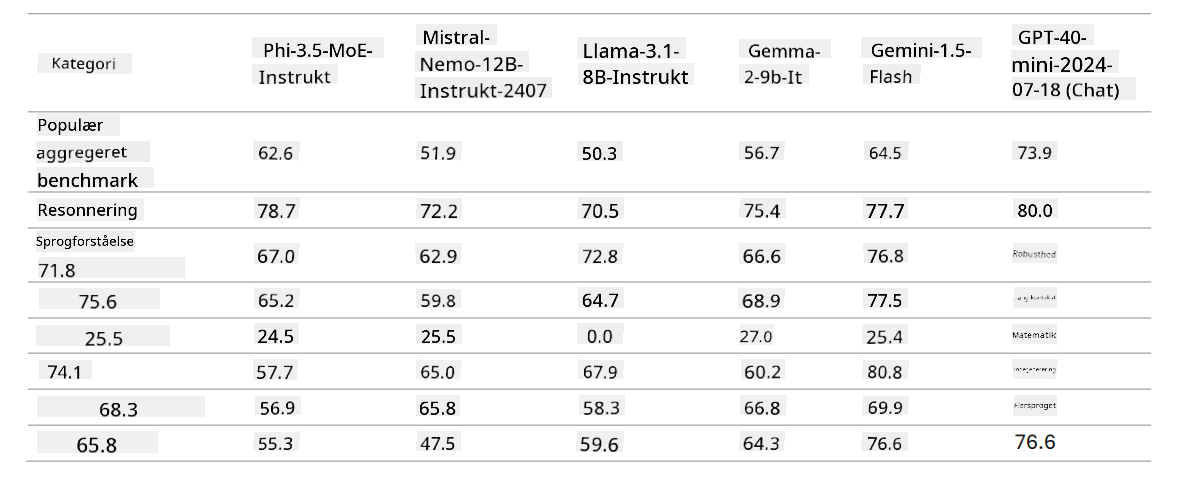 Kategori
Phi-3.5-MoE-
Instrukt
Mistral-
Nemo-12B-
Instrukt-2407
Llama-3.1-
8B-Instrukt
Gemma-
2-9b-It
Gemini-1.5-
Flash
GPT-40-
mini-2024-
07-18 (Chat)
Populær
aggregeret
benchmark
62.6 51.9 50.3 56.7 64.5 73.9
Resonnering 78.7 72.2 70.5 75.4 77.7 80.0
Sprogforståelse
71.8
67.0 62.9 72.8 66.6 76.8 Robusthed
75.6 65.2 59.8 64.7 68.9 77.5 Lang kontekst
25.5 24.5 25.5 0.0 27.0 25.4 Matematik
74.1 57.7 65.0 67.9 60.2 80.8 Kodegenerering
68.3 56.9 65.8 58.3 66.8 69.9 Flersproget
65.8 55.3 47.5 59.6 64.3 76.6 76.6